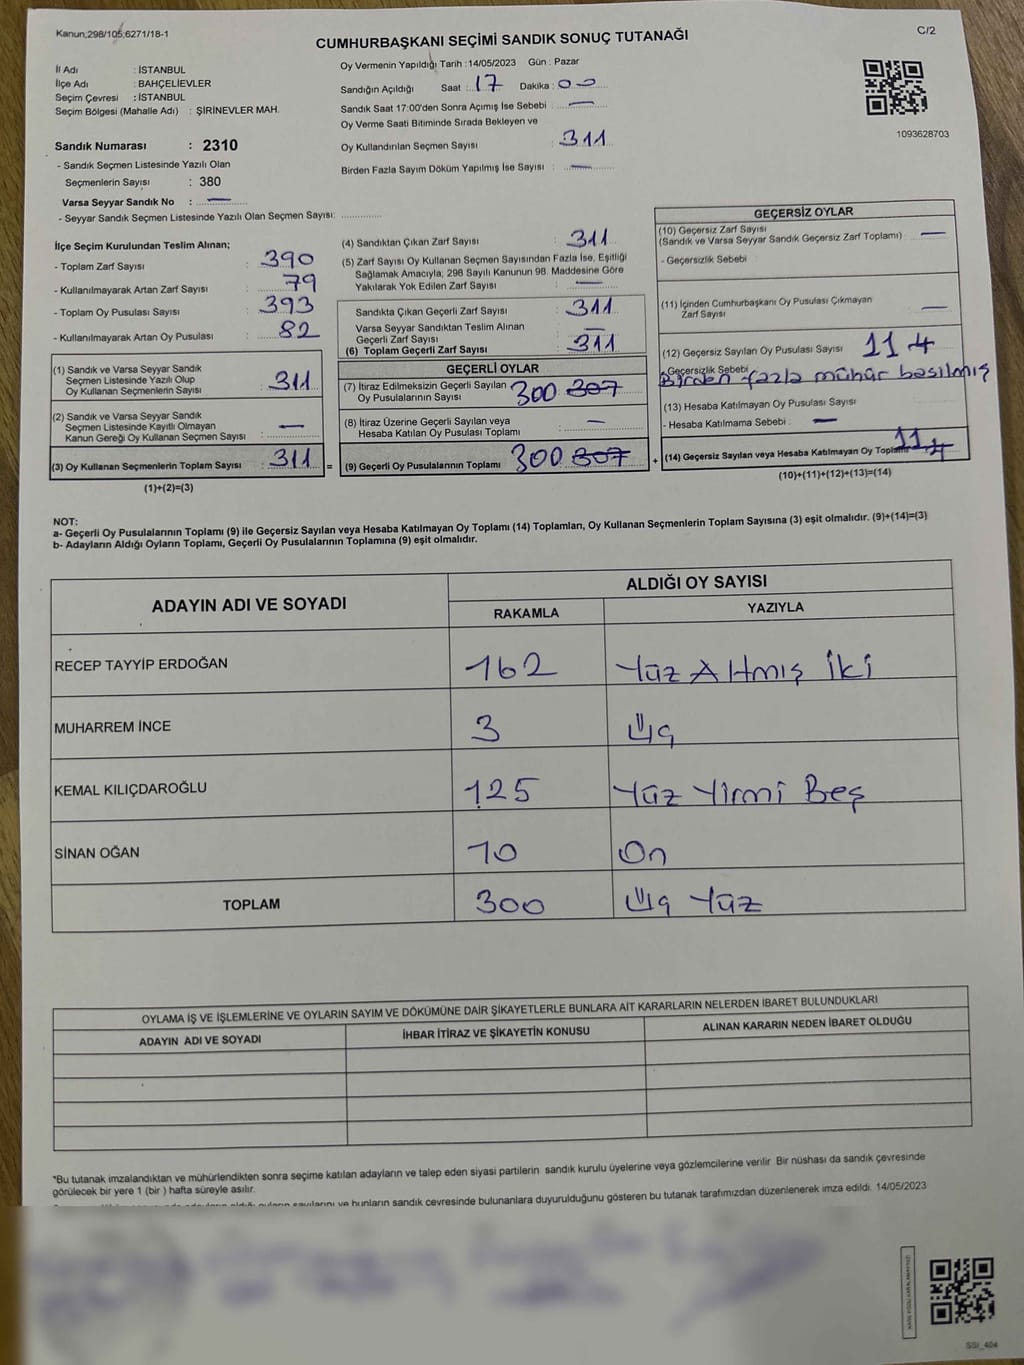 Kanun;298/105;6271/18-1
C/2
CUMHURBAŞKANI SEÇİMİ SANDIK SONUÇ TUTANAĞI
İl Adı : İSTANBUL
İlçe Adı : BAHÇELİEVLER
Seçim Çevresi : İSTANBUL
Seçim Bölgesi (Mahalle Adı) : ŞİRİNEVLER MAH.
Oy Vermenin Yapıldığı Tarih :14/05/2023 Gün : Pazar
Sandığın Açıldığı Saat : 17 Dakika : 00
Sandık Saat 17:00'den Sonra Açımış İse Sebebi : —
Oy Verme Saati Bitiminde Sırada Bekleyen ve
Oy Kullandırılan Seçmen Sayısı : 311
Birden Fazla Sayım Döküm Yapılmış İse Sayısı : —
1093628703
Sandık Numarası : 2310
- Sandık Seçmen Listesinde Yazılı Olan
Seçmenlerin Sayısı : 380
Varsa Seyyar Sandık No : —
- Seyyar Sandık Seçmen Listesinde Yazılı Olan Seçmen Sayısı:
İlçe Seçim Kurulundan Teslim Alınan;
- Toplam Zarf Sayısı : 390
- Kullanılmayarak Artan Zarf Sayısı : 79
- Toplam Oy Pusulası Sayısı : 393
- Kullanılmayarak Artan Oy Pusulası : 82
(1) Sandık ve Varsa Seyyar Sandık
Seçmen Listesinde Yazılı Olup
Oy Kullanan Seçmenlerin Sayısı : 311
(2) Sandık ve Varsa Seyyar Sandık
Seçmen Listesinde Kayıtlı Olmayan
Kanun Gereği Oy Kullanan Seçmen Sayısı : —
(3) Oy Kullanan Seçmenlerin Toplam Sayısı : 311 =
(1)+(2)=(3)
(4) Sandıktan Çıkan Zarf Sayısı : 311
(5) Zarf Sayısı Oy Kullanan Seçmen Sayısından Fazla İse, Eşitliği
Sağlamak Amacıyla; 298 Sayılı Kanunun 98. Maddesine Göre
Yakılarak Yok Edilen Zarf Sayısı : —
Sandıkta Çıkan Geçerli Zarf Sayısı : 311
Varsa Seyyar Sandıktan Teslim Alınan
Geçerli Zarf Sayısı : —
(6) Toplam Geçerli Zarf Sayısı : 311
GEÇERLİ OYLAR
(7) İtiraz Edilmeksizin Geçerli Sayılan
Oy Pusulalarının Sayısı : 300 307
(8) İtiraz Üzerine Geçerli Sayılan veya
Hesaba Katılan Oy Pusulası Toplamı : —
(9) Geçerli Oy Pusulalarının Toplamı 300 307 +
GEÇERSİZ OYLAR
(10) Geçersiz Zarf Sayısı
(Sandık ve Varsa Seyyar Sandık Geçersiz Zarf Toplamı) : —
- Geçersizlik Sebebi :
(11) İçinden Cumhurbaşkanı Oy Pusulası Çıkmayan
Zarf Sayısı : —
(12) Geçersiz Sayılan Oy Pusulası Sayısı : 11 4
- Geçersizlik Sebebi
Birden fazla mühür basılmış
(13) Hesaba Katılmayan Oy Pusulası Sayısı :
- Hesaba Katılmama Sebebi : —
(14) Geçersiz Sayılan veya Hesaba Katılmayan Oy Toplamı 11 4
(10)+(11)+(12)+(13)=(14)
NOT:
a- Geçerli Oy Pusulalarının Toplamı (9) ile Geçersiz Sayılan veya Hesaba Katılmayan Oy Toplamı (14) Toplamları, Oy Kullanan Seçmenlerin Toplam Sayısına (3) eşit olmalıdır. (9)+(14)=(3)
b- Adayların Aldığı Oyların Toplamı, Geçerli Oy Pusulalarının Toplamına (9) eşit olmalıdır.
ADAYIN ADI VE SOYADI
ALDIĞI OY SAYISI
RAKAMLA YAZIYLA
RECEP TAYYİP ERDOĞAN 162 Yüz Altmış İki
MUHARREM İNCE 3 Üç
KEMAL KILIÇDAROĞLU 125 Yüz Yirmi Beş
SİNAN OĞAN 10 On
TOPLAM 300 Üç Yüz
OYLAMA İŞ VE İŞLEMLERİNE VE OYLARIN SAYIM VE DÖKÜMÜNE DAİR ŞİKAYETLERLE BUNLARA AİT KARARLARIN NELERDEN İBARET BULUNDUKLARI
ADAYIN ADI VE SOYADI İHBAR İTİRAZ VE ŞİKAYETİN KONUSU ALINAN KARARIN NEDEN İBARET OLDUĞU
*Bu tutanak imzalandıktan ve mühürlendikten sonra seçime katılan adayların ve talep eden siyasi partilerin sandık kurulu üyelerine veya gözlemcilerine verilir Bir nüshası da sandık çevresinde
görülecek bir yere 1 (bir ) hafta süreyle asılır.
oyların sayılarını ve bunların sandık çevresinde bulunanlara duyurulduğunu gösteren bu tutanak tarafımızdan düzenlenerek imza edildi. 14/05/2023
SSI_404